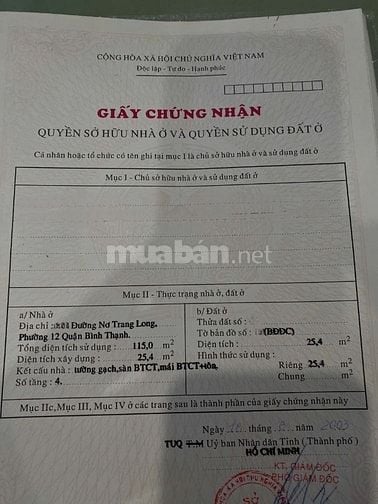 CỘNG HÒA XÃ HỘI CHỦ NGHĨA VIỆT NAM
Độc lập - Tự do - Hạnh phúc
GIẤY CHỨNG NHẬN
QUYỀN SỞ HỮU NHÀ Ở VÀ QUYỀN SỬ DỤNG ĐẤT Ở
Cá nhân hoặc tổ chức có tên ghi tại mục I là chủ sở hữu nhà ở và sử dụng đất ở
Mục I - Chủ sở hữu nhà ở và sử dụng đất ở
muabán.net
Mục II - Thực trạng nhà ở, đất ở
a/ Nhà ở
Địa chỉ : Đường Nơ Trang Long,
Phường 12 Quận Bình Thạnh.
Tổng diện tích sử dụng : 115,0 m2
Diện tích xây dựng : 25,4 m2
Kết cấu nhà : tường gạch,sàn BTCT,mái BTCT+tôn,
Số tầng : 4.
b/ Đất ở
Thửa đất số :
Tờ bản đồ số : (BĐĐC)
Diện tích : 25,4 m2
Hình thức sử dụng :
Riêng 25,4 m2
Chung m2
Mục IIc, Mục III, Mục IV ở các trang sau là thành phần của giấy chứng nhận này
Ngày tháng năm 2003
TUQ T.M Uỷ ban Nhân dân Tỉnh ( Thành phố )
HỒ CHÍ MINH
KT. GIÁM ĐỐC
PHÓ GIÁM ĐỐC